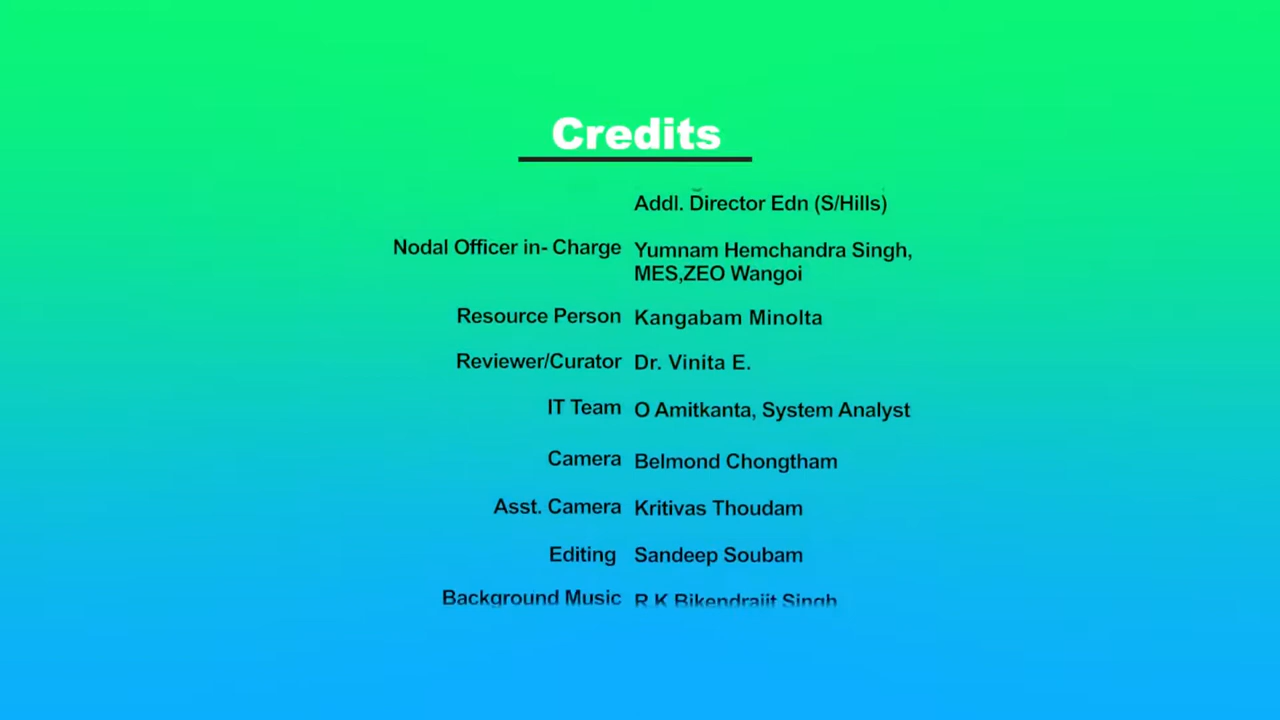 Credits
Addl. Director Edn (S/Hills)
Nodal Officer in- Charge Yumnam Hemchandra Singh,
MES,ZEO Wangoi
Resource Person Kangabam Minolta
Reviewer/Curator Dr. Vinita E.
IT Team O Amitkanta, System Analyst
Camera Belmond Chongtham
Asst. Camera Kritivas Thoudam
Editing Sandeep Soubam
Background Music R.K Bikendrajit Singh